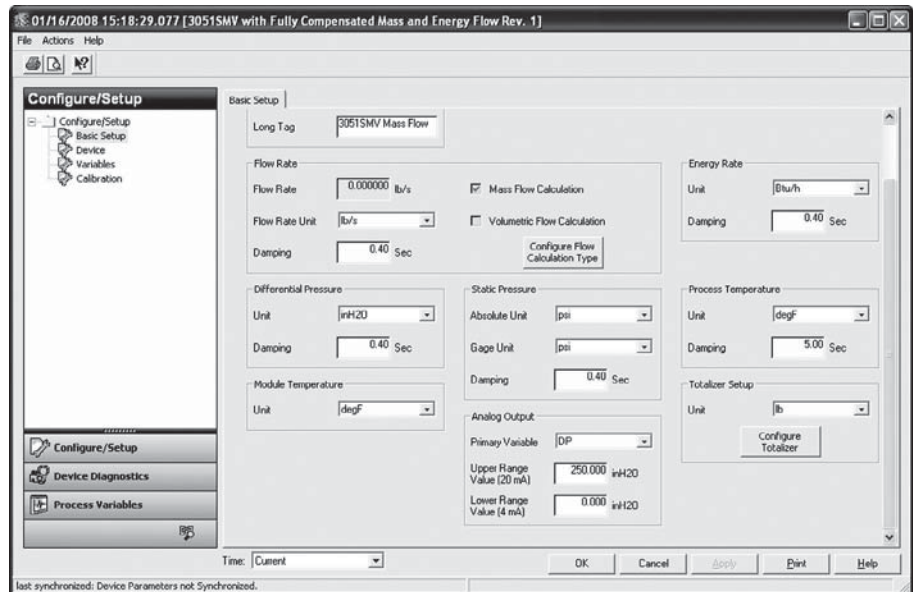 01/16/2008 15:18:29.077 [3051SMV with Fully Compensated Mass and Energy Flow Rev. 1]
File Actions Help
Configure/Setup
Configure/Setup
Basic Setup
Device
Variables
Calibration
Configure/Setup
Device Diagnostics
Process Variables
Basic Setup
Long Tag 3051SMV Mass Flow
Flow Rate
Flow Rate 0.000000 lb/s
Flow Rate Unit lb/s
Damping 0.40 Sec
Mass Flow Calculation
Volumetric Flow Calculation
Configure Flow
Calculation Type
Energy Rate
Unit Btu/h
Damping 0.40 Sec
Differential Pressure
Unit inH2O
Damping 0.40 Sec
Static Pressure
Absolute Unit psi
Gage Unit psi
Damping 0.40 Sec
Process Temperature
Unit degF
Damping 5.00 Sec
Module Temperature
Unit degF
Analog Output
Primary Variable DP
Upper Range
Value (20 mA) 250.000 inH2O
Lower Range
Value (4 mA) 0.000 inH2O
Totalizer Setup
Unit lb
Configure
Totalizer
Time: Current
OK Cancel Apply Print Help
last synchronized: Device Parameters not Synchronized.